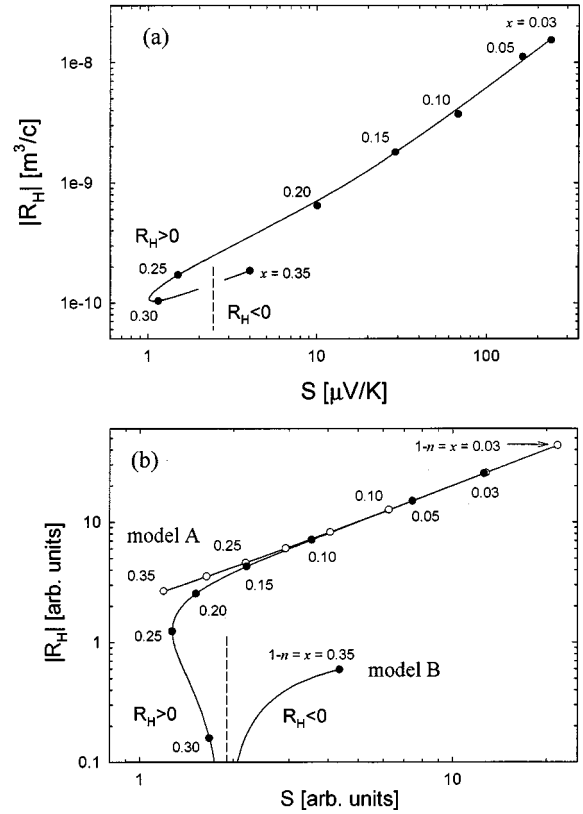 (a)
x = 0.03
0.05
0.10
0.15
0.20
0.25
0.30
x = 0.35
R_H>0
R_H<0
1e-8
1e-9
1e-10
|R_H| [m³/c]
1 10 100
S [μV/K]
(b)
1-n = x = 0.03
0.03
0.05
0.10
0.10
0.15
0.20
0.25
0.25
0.30
0.35
model A
1-n = x = 0.35
model B
R_H>0
R_H<0
10
1
0.1
|R_H| [arb. units]
1 10
S [arb. units]